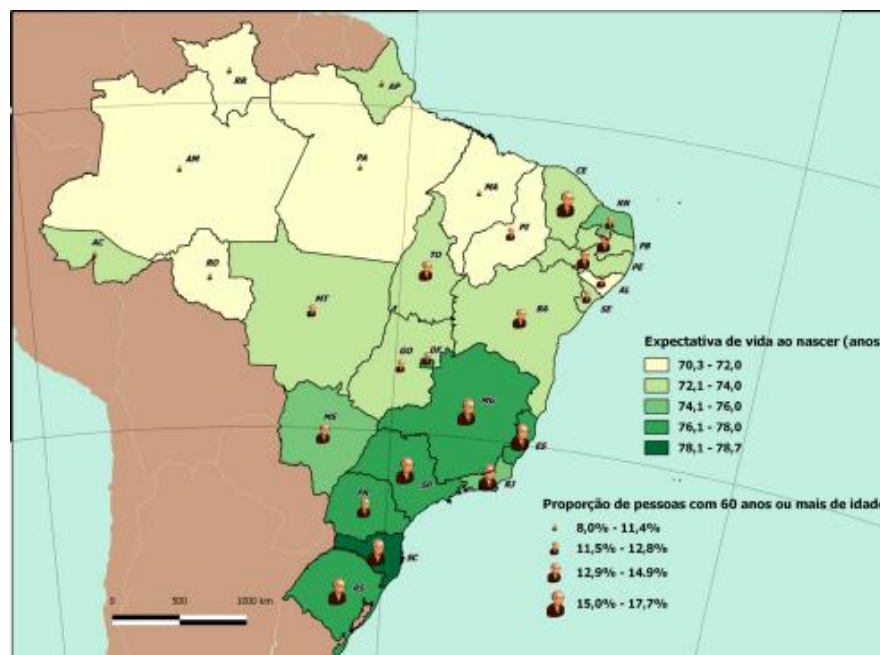 RR
AP
AM
PA
MA
CE
RN
PI
PB
PE
AC
TO
AL
RO
SE
MT
BA
GO
DF
MG
MS
ES
SP
RJ
PR
SC
RS
Expectativa de vida ao nascer (anos
70,3 - 72,0
72,1 - 74,0
74,1 - 76,0
76,1 - 78,0
78,1 - 78,7
Proporção de pessoas com 60 anos ou mais de idade
8,0% - 11,4%
11,5% - 12,8%
12,9% - 14.9%
15,0% - 17,7%
0 500 1000 km